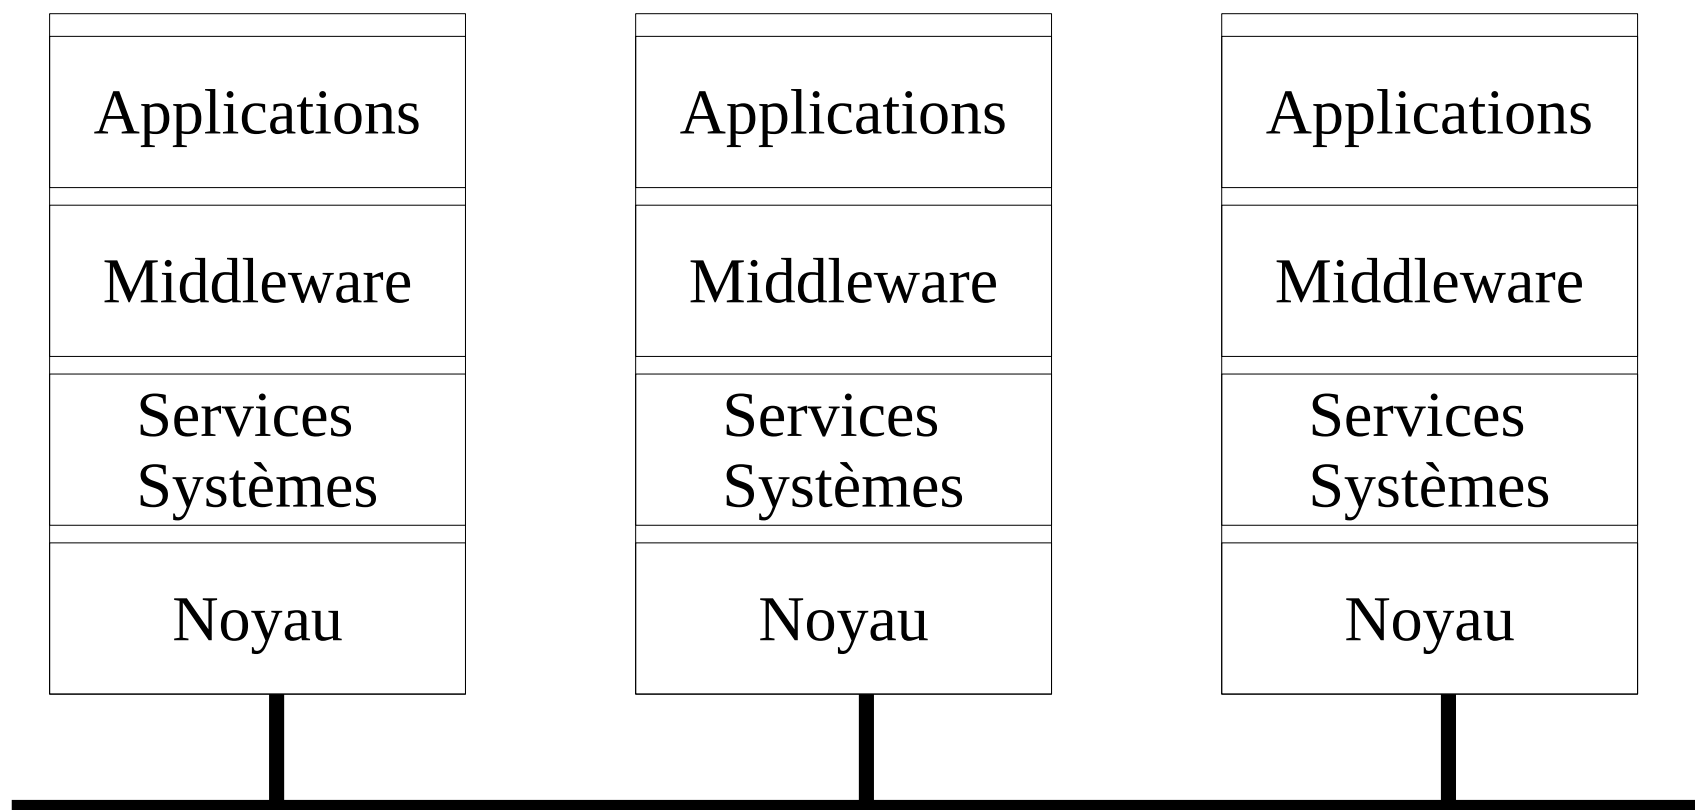 Applications
Middleware
Services
Systèmes
Noyau
Applications
Middleware
Services
Systèmes
Noyau
Applications
Middleware
Services
Systèmes
Noyau